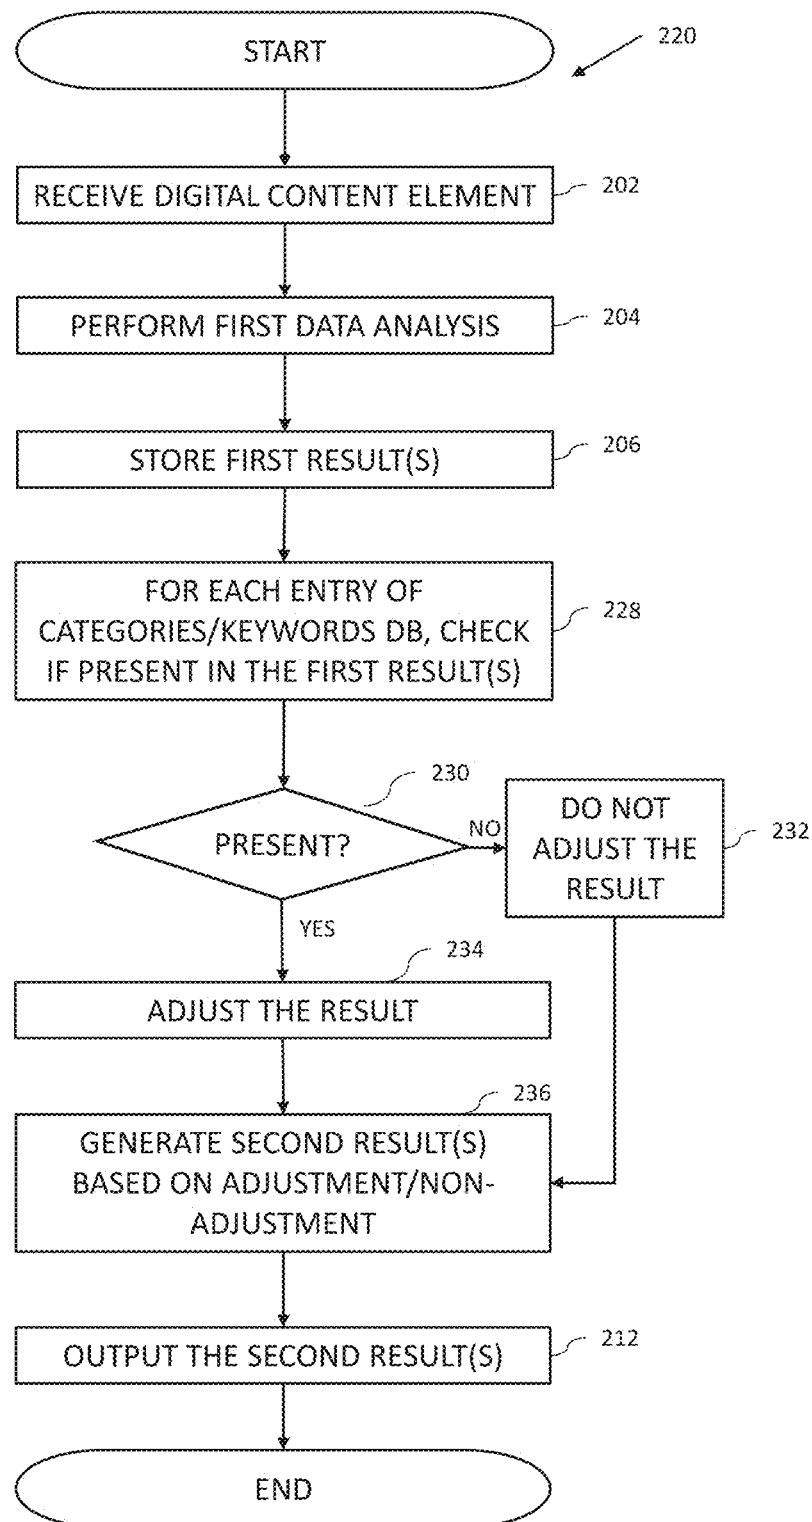 START
220
RECEIVE DIGITAL CONTENT ELEMENT
202
PERFORM FIRST DATA ANALYSIS
204
STORE FIRST RESULT(S)
206
FOR EACH ENTRY OF
CATEGORIES/KEYWORDS DB, CHECK
IF PRESENT IN THE FIRST RESULT(S)
228
230
PRESENT?
NO
DO NOT
ADJUST THE
RESULT
232
YES
234
ADJUST THE RESULT
236
GENERATE SECOND RESULT(S)
BASED ON ADJUSTMENT/NON-
ADJUSTMENT
OUTPUT THE SECOND RESULT(S)
212
END